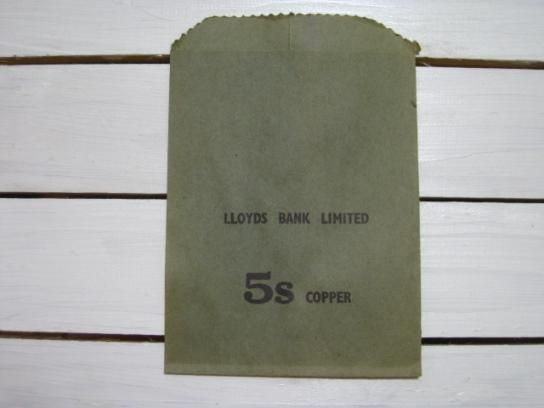 LLOYDS BANK LIMITED
5s COPPER